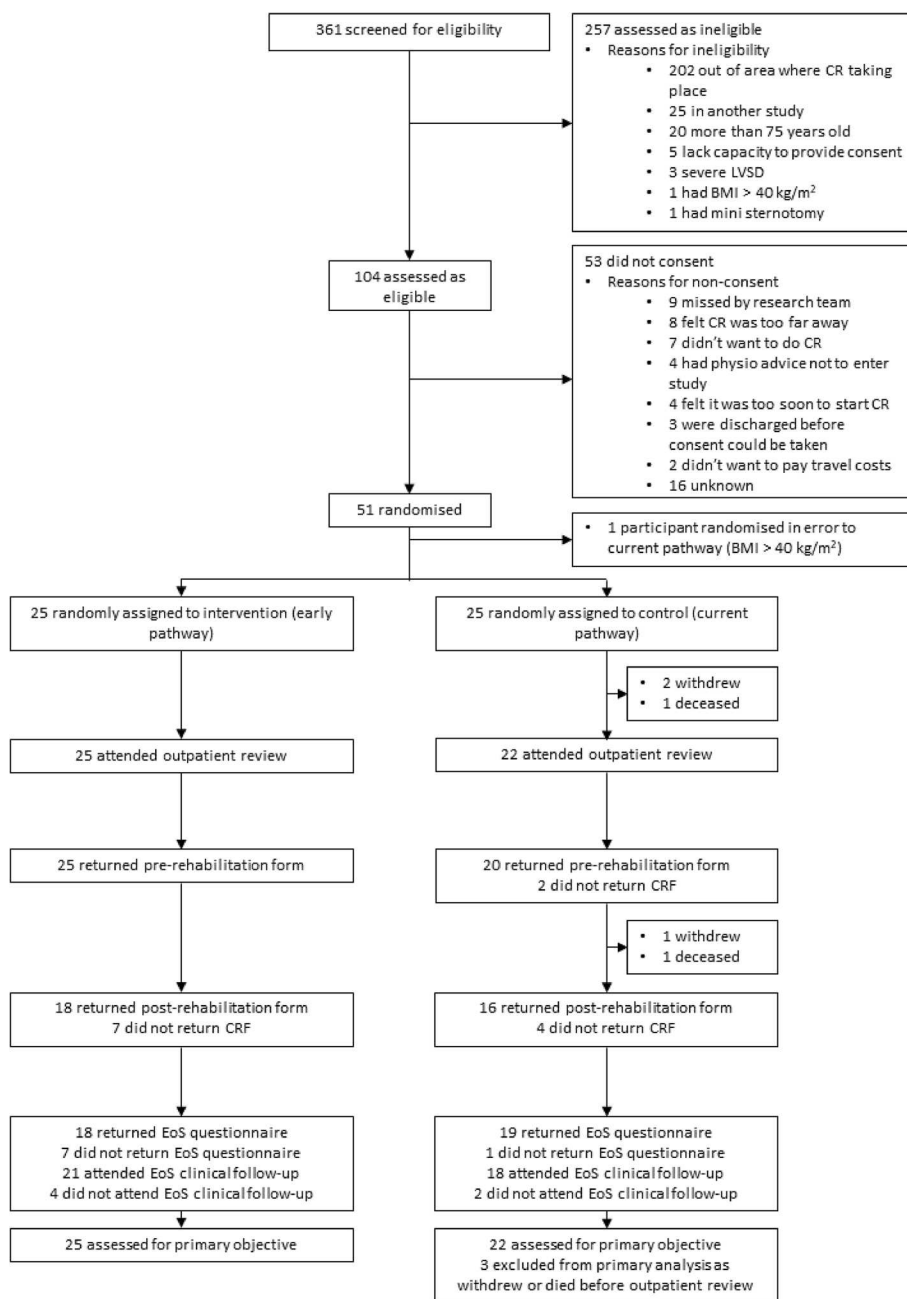 361 screened for eligibility
257 assessed as ineligible
• Reasons for ineligibility
• 202 out of area where CR taking
place
• 25 in another study
• 20 more than 75 years old
• 5 lack capacity to provide consent
• 3 severe LVSD
• 1 had BMI > 40 kg/m²
• 1 had mini sternotomy
104 assessed as
eligible
53 did not consent
• Reasons for non-consent
• 9 missed by research team
• 8 felt CR was too far away
• 7 didn't want to do CR
• 4 had physio advice not to enter
study
• 4 felt it was too soon to start CR
• 3 were discharged before
consent could be taken
• 2 didn't want to pay travel costs
• 16 unknown
51 randomised
• 1 participant randomised in error to
current pathway (BMI > 40 kg/m²)
25 randomly assigned to intervention (early
pathway)
25 randomly assigned to control (current
pathway)
• 2 withdrew
• 1 deceased
25 attended outpatient review
22 attended outpatient review
25 returned pre-rehabilitation form
20 returned pre-rehabilitation form
2 did not return CRF
• 1 withdrew
• 1 deceased
18 returned post-rehabilitation form
7 did not return CRF
16 returned post-rehabilitation form
4 did not return CRF
18 returned EoS questionnaire
7 did not return EoS questionnaire
21 attended EoS clinical follow-up
4 did not attend EoS clinical follow-up
19 returned EoS questionnaire
1 did not return EoS questionnaire
18 attended EoS clinical follow-up
2 did not attend EoS clinical follow-up
25 assessed for primary objective
22 assessed for primary objective
3 excluded from primary analysis as
withdrew or died before outpatient review